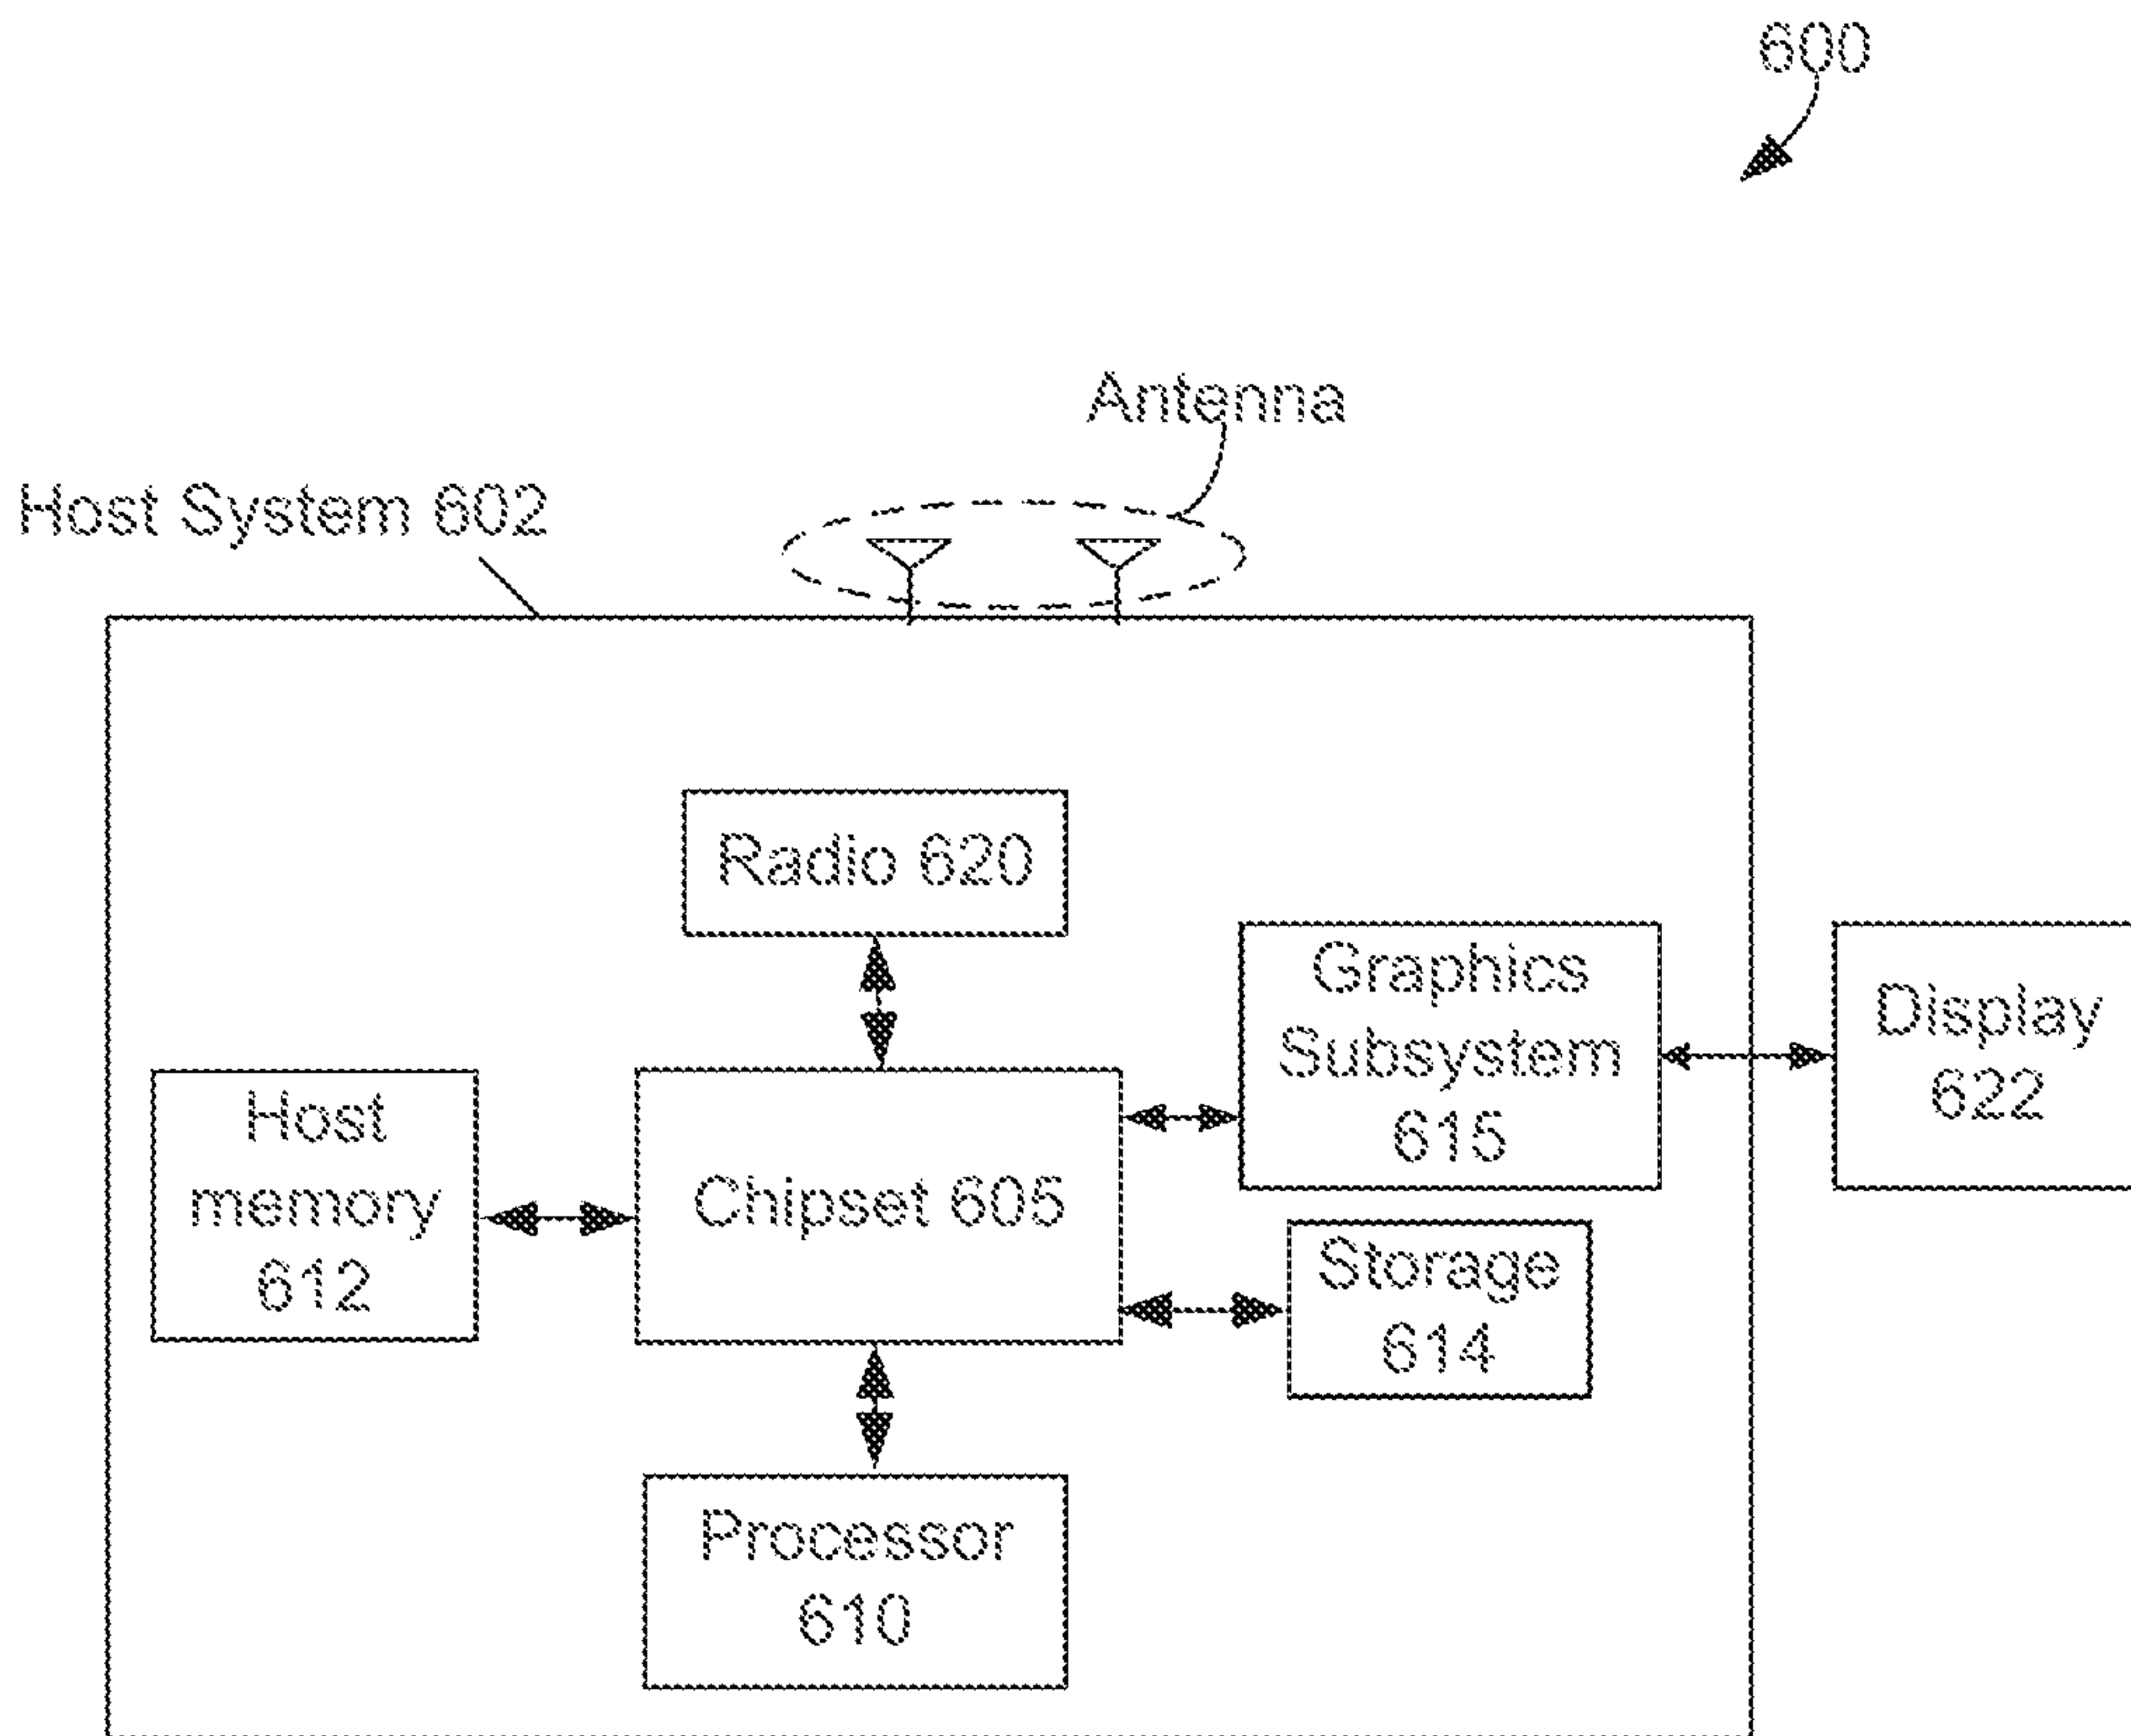 600
Antenna
Host System 602
Radio 620
Graphics
Subsystem
615
Display
622
Host
memory
612
Chipset 605
Storage
614
Processor
610